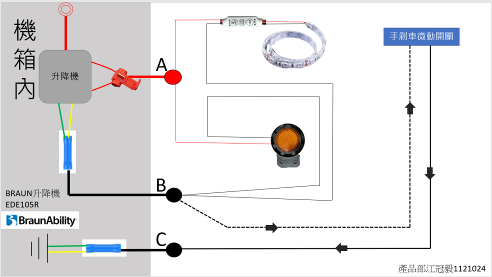 機
箱
內
升降機
A
手剎車微動開關
B
BRAUN升降機
EDE105R
BraunAbility
C
產品部江冠毅1121024